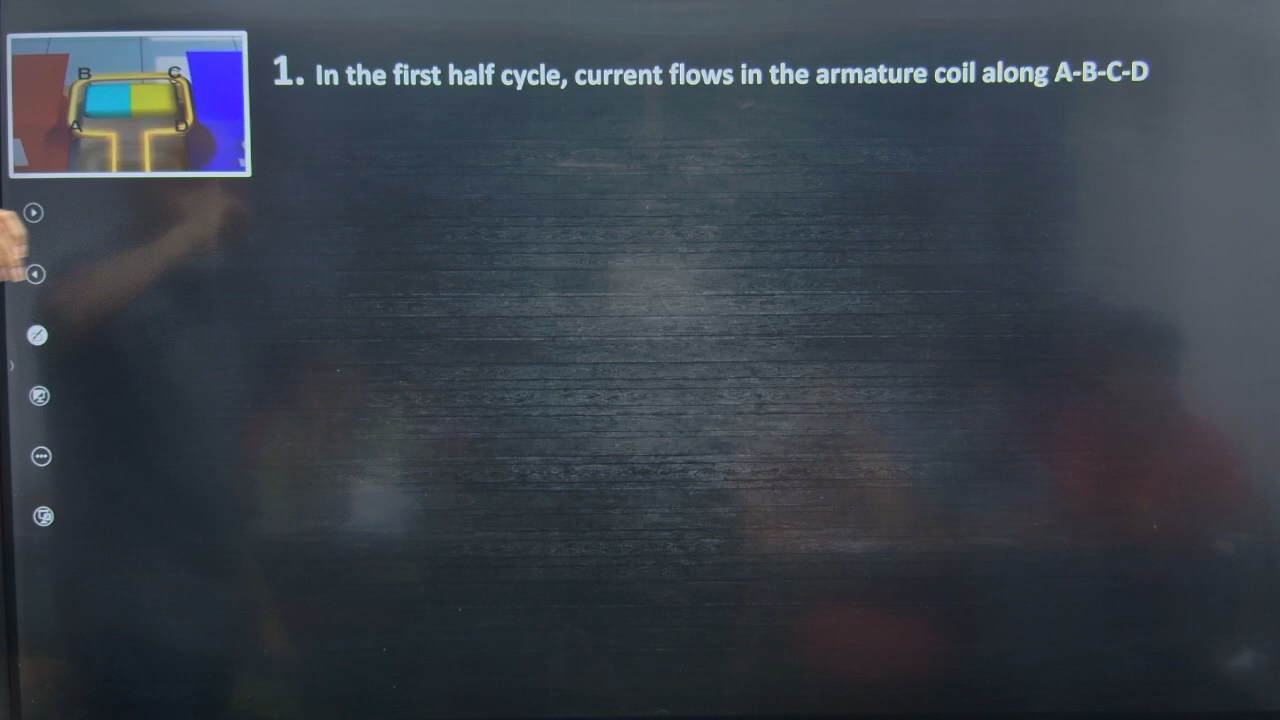 B C
A D
1. In the first half cycle, current flows in the armature coil along A-B-C-D